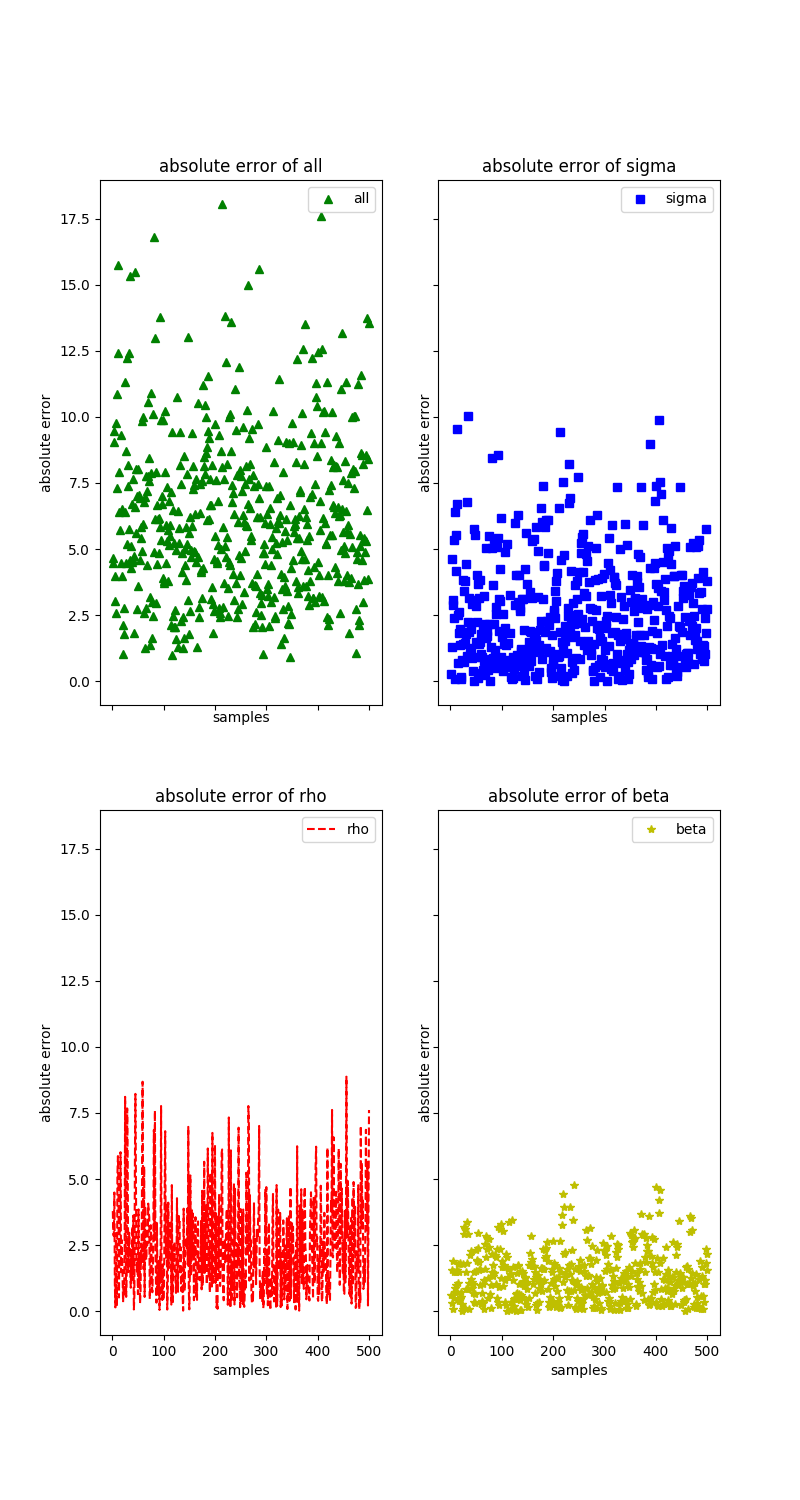 absolute error of all
absolute error of sigma
all
sigma
17.5
15.0
12.5
10.0
7.5
5.0
2.5
0.0
absolute error
absolute error
samples
samples
absolute error of rho
absolute error of beta
rho
beta
17.5
15.0
12.5
10.0
7.5
5.0
2.5
0.0
absolute error
absolute error
0 100 200 300 400 500
0 100 200 300 400 500
samples
samples